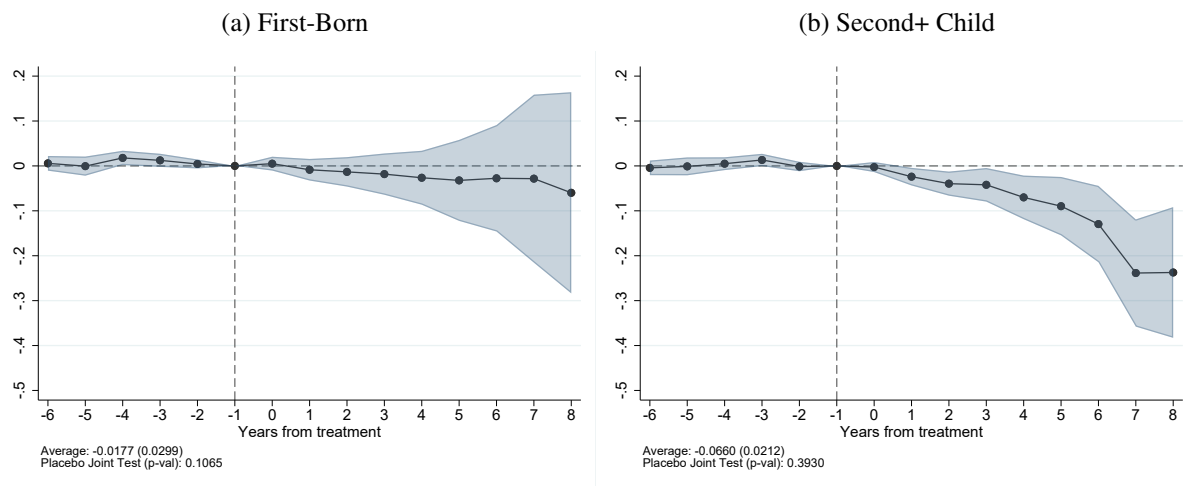 (a) First-Born
(b) Second+ Child
.2
.1
0
-.1
-.2
-.3
-.4
-.5
-6 -5 -4 -3 -2 -1 0 1 2 3 4 5 6 7 8
Years from treatment
Average: -0.0177 (0.0299)
Placebo Joint Test (p-val): 0.1065
.2
.1
0
-.1
-.2
-.3
-.4
-.5
-6 -5 -4 -3 -2 -1 0 1 2 3 4 5 6 7 8
Years from treatment
Average: -0.0660 (0.0212)
Placebo Joint Test (p-val): 0.3930